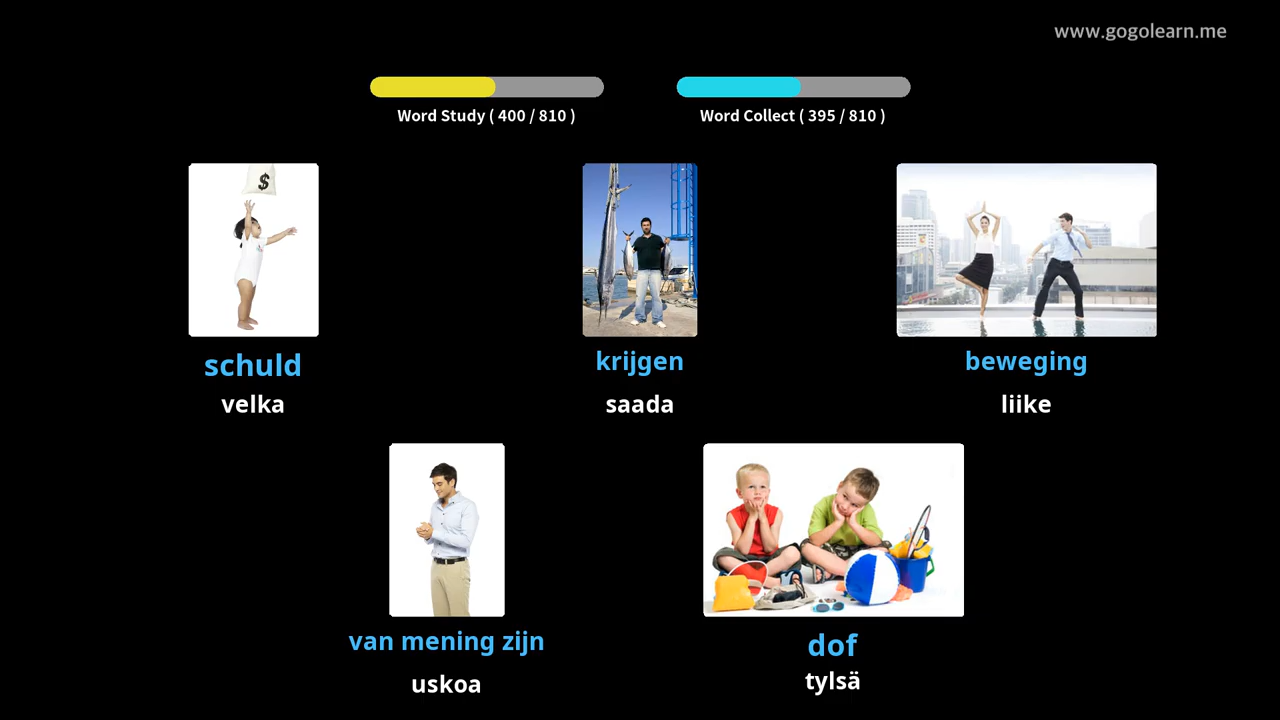 www.gogolearn.me
Word Study ( 400 / 810 )
Word Collect ( 395 / 810 )
$
schuld
krijgen
beweging
velka
saada
liike
van mening zijn
dof
uskoa
tylsä